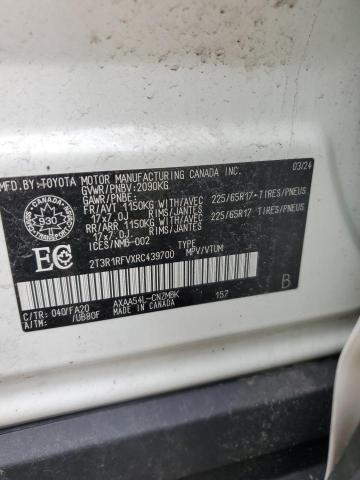 MFD.BY:TOYOTA MOTOR MANUFACTURING CANADA INC. 03/24
GVWR/PNBV:2090KG
GAWR/PNBE:
FR/AVT 1150KG WITH/AVEC 225/65R17 TIRES/PNEUS
17x7.0J RIMS/JANTES
RR/ARR 1150KG WITH/AVEC 225/65R17 TIRES/PNEUS
17x7.0J RIMS/JANTES
CANADA
930
ICES/NMB-002
EC
2T3R1RFVXRC439700 TYPE MPV/VTUM
C/TR: 040/FA20 AXAA54L-CNZMBK 157 B
A/TM: /UB80F MADE IN CANADA